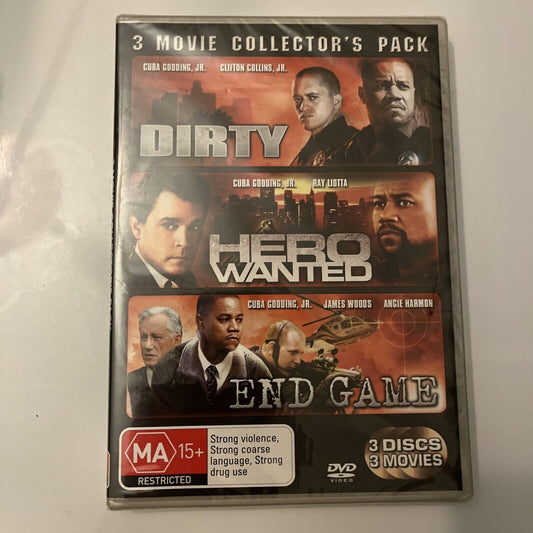 3 MOVIE COLLECTOR'S PACK
CUBA GOODING, JR. CLIFTON COLLINS, JR.
DIRTY
CUBA GOODING, JR. RAY LIOTTA
HERO
WANTED
CUBA GOODING, JR. JAMES WOODS ANGIE HARMON
END GAME
MA 15+
RESTRICTED
Strong violence,
Strong coarse
language, Strong
drug use
DVD
VIDEO
3 DISCS
3 MOVIES